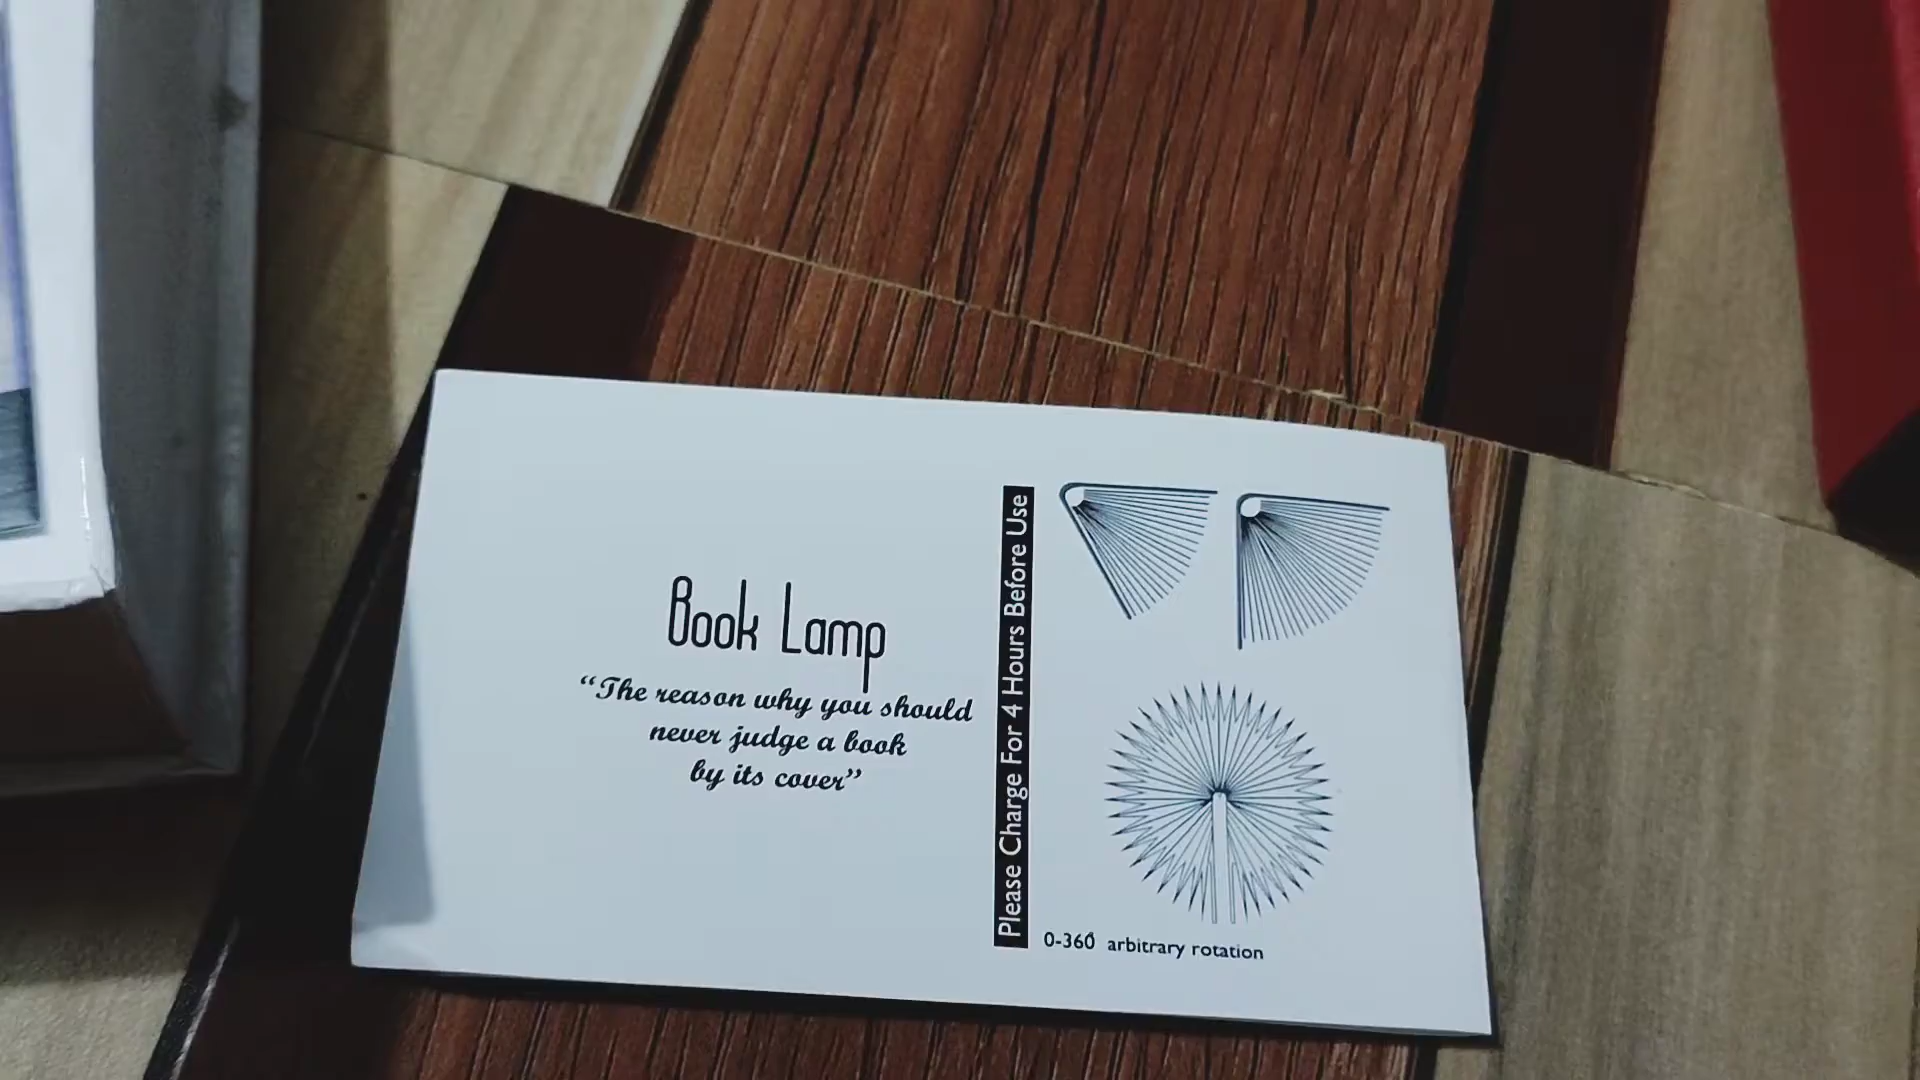 Book Lamp
“The reason why you should
never judge a book
by its cover”
Please Charge For 4 Hours Before Use
0-360° arbitrary rotation